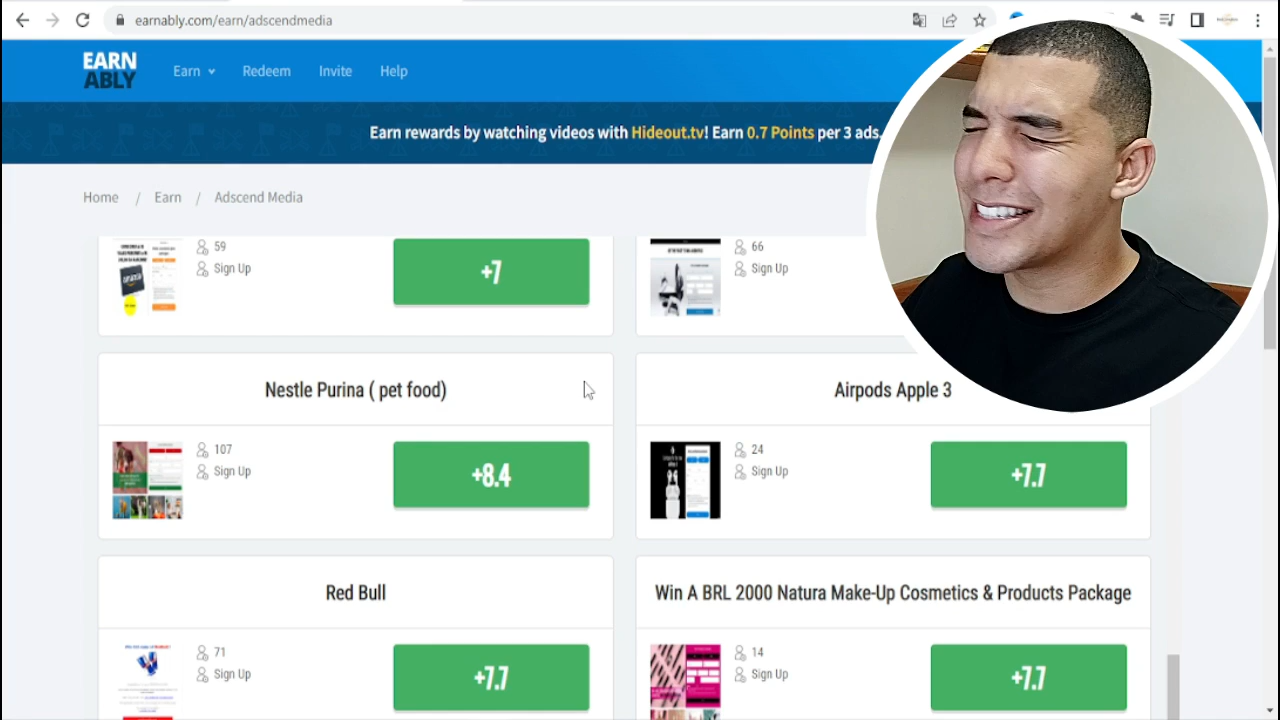 earnably.com/earn/adscendmedia
EARN
ABLY
Earn
Redeem
Invite
Help
Earn rewards by watching videos with Hideout.tv! Earn 0.7 Points per 3 ads.
Home / Earn / Adscend Media
59
Sign Up
+7
66
Sign Up
Nestle Purina ( pet food)
107
Sign Up
+8.4
Airpods Apple 3
24
Sign Up
+7.7
Red Bull
71
Sign Up
+7.7
Win A BRL 2000 Natura Make-Up Cosmetics & Products Package
14
Sign Up
+7.7